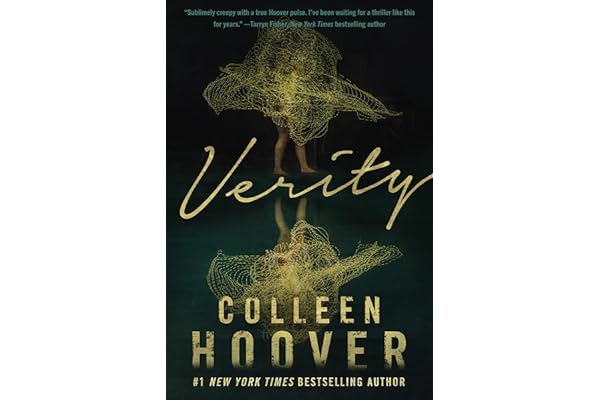 "Sublimely creepy with a true Hoover pulse. I've been waiting for a thriller like this
for years." —Tarryn Fisher, New York Times bestselling author
Verity
COLLEEN
HOOVER
#1 NEW YORK TIMES BESTSELLING AUTHOR